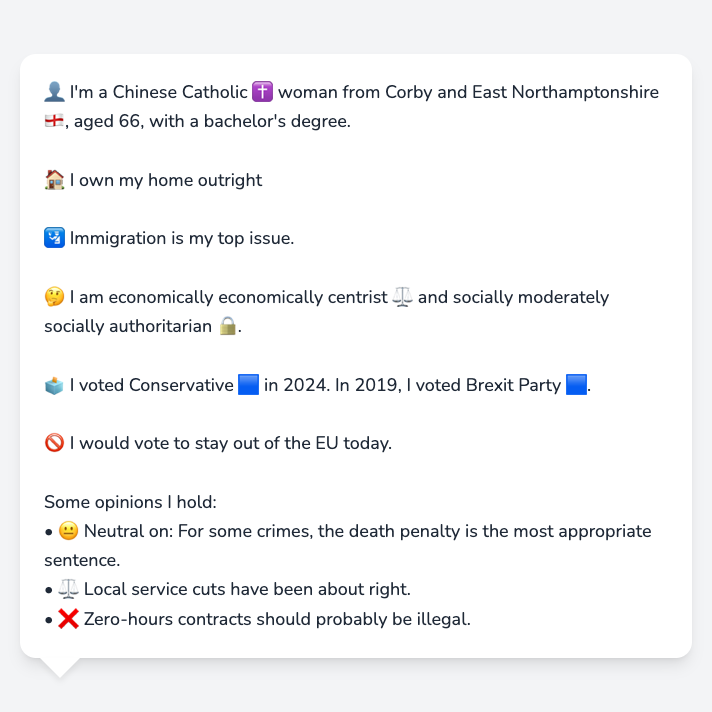 👤 I'm a Chinese Catholic ✝️ woman from Corby and East Northamptonshire
🏴󠁧󠁢󠁥󠁮󠁧󠁿, aged 66, with a bachelor's degree.
🏠 I own my home outright
🛂 Immigration is my top issue.
🤔 I am economically economically centrist ⚖️ and socially moderately
socially authoritarian 🔒.
🗳️ I voted Conservative 🟦 in 2024. In 2019, I voted Brexit Party 🟦.
🚫 I would vote to stay out of the EU today.
Some opinions I hold:
• 😐 Neutral on: For some crimes, the death penalty is the most appropriate
sentence.
• ⚖️ Local service cuts have been about right.
• ❌ Zero-hours contracts should probably be illegal.